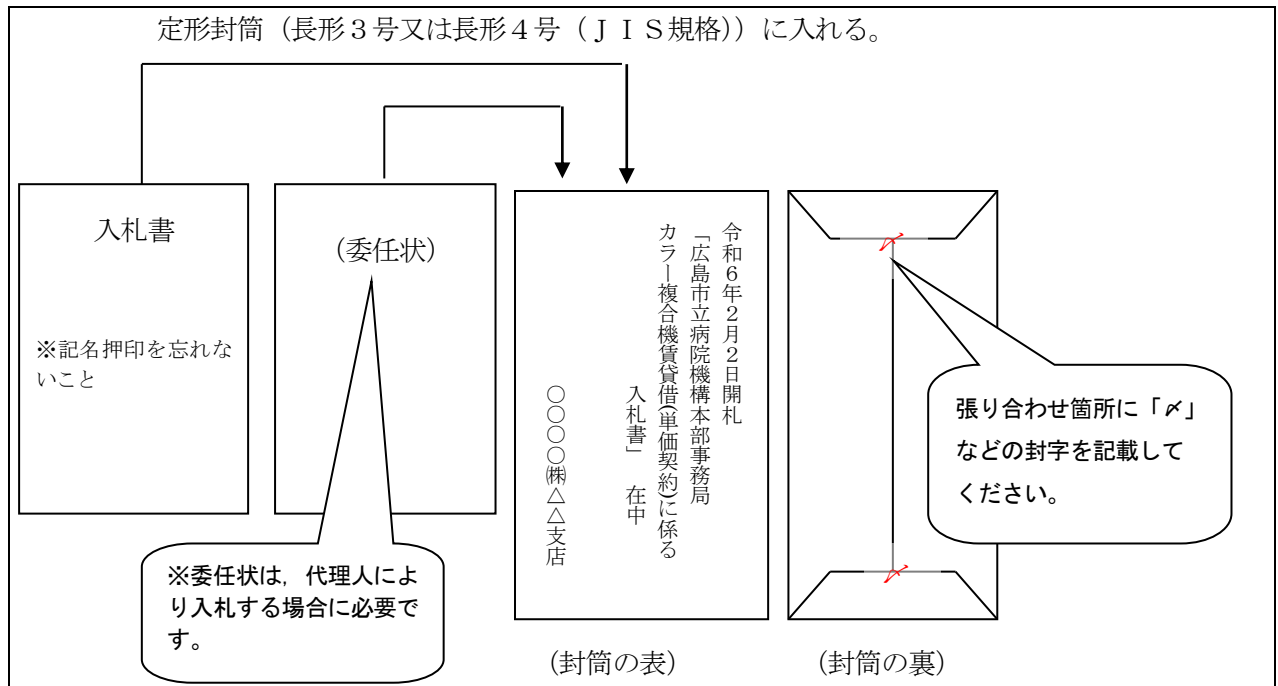 定形封筒（長形３号又は長形４号（ＪＩＳ規格））に入れる。
入札書
※記名押印を忘れな
いこと
（委任状）
※委任状は，代理人によ
り入札する場合に必要で
す。
令和６年２月２日開札
「広島市立病院機構本部事務局
カラー複合機賃貸借(単価契約)に係る
入札書」　在中
○○○○㈱△△支店
（封筒の表）
〆
張り合わせ箇所に「〆」
などの封字を記載して
ください。
〆
（封筒の裏）